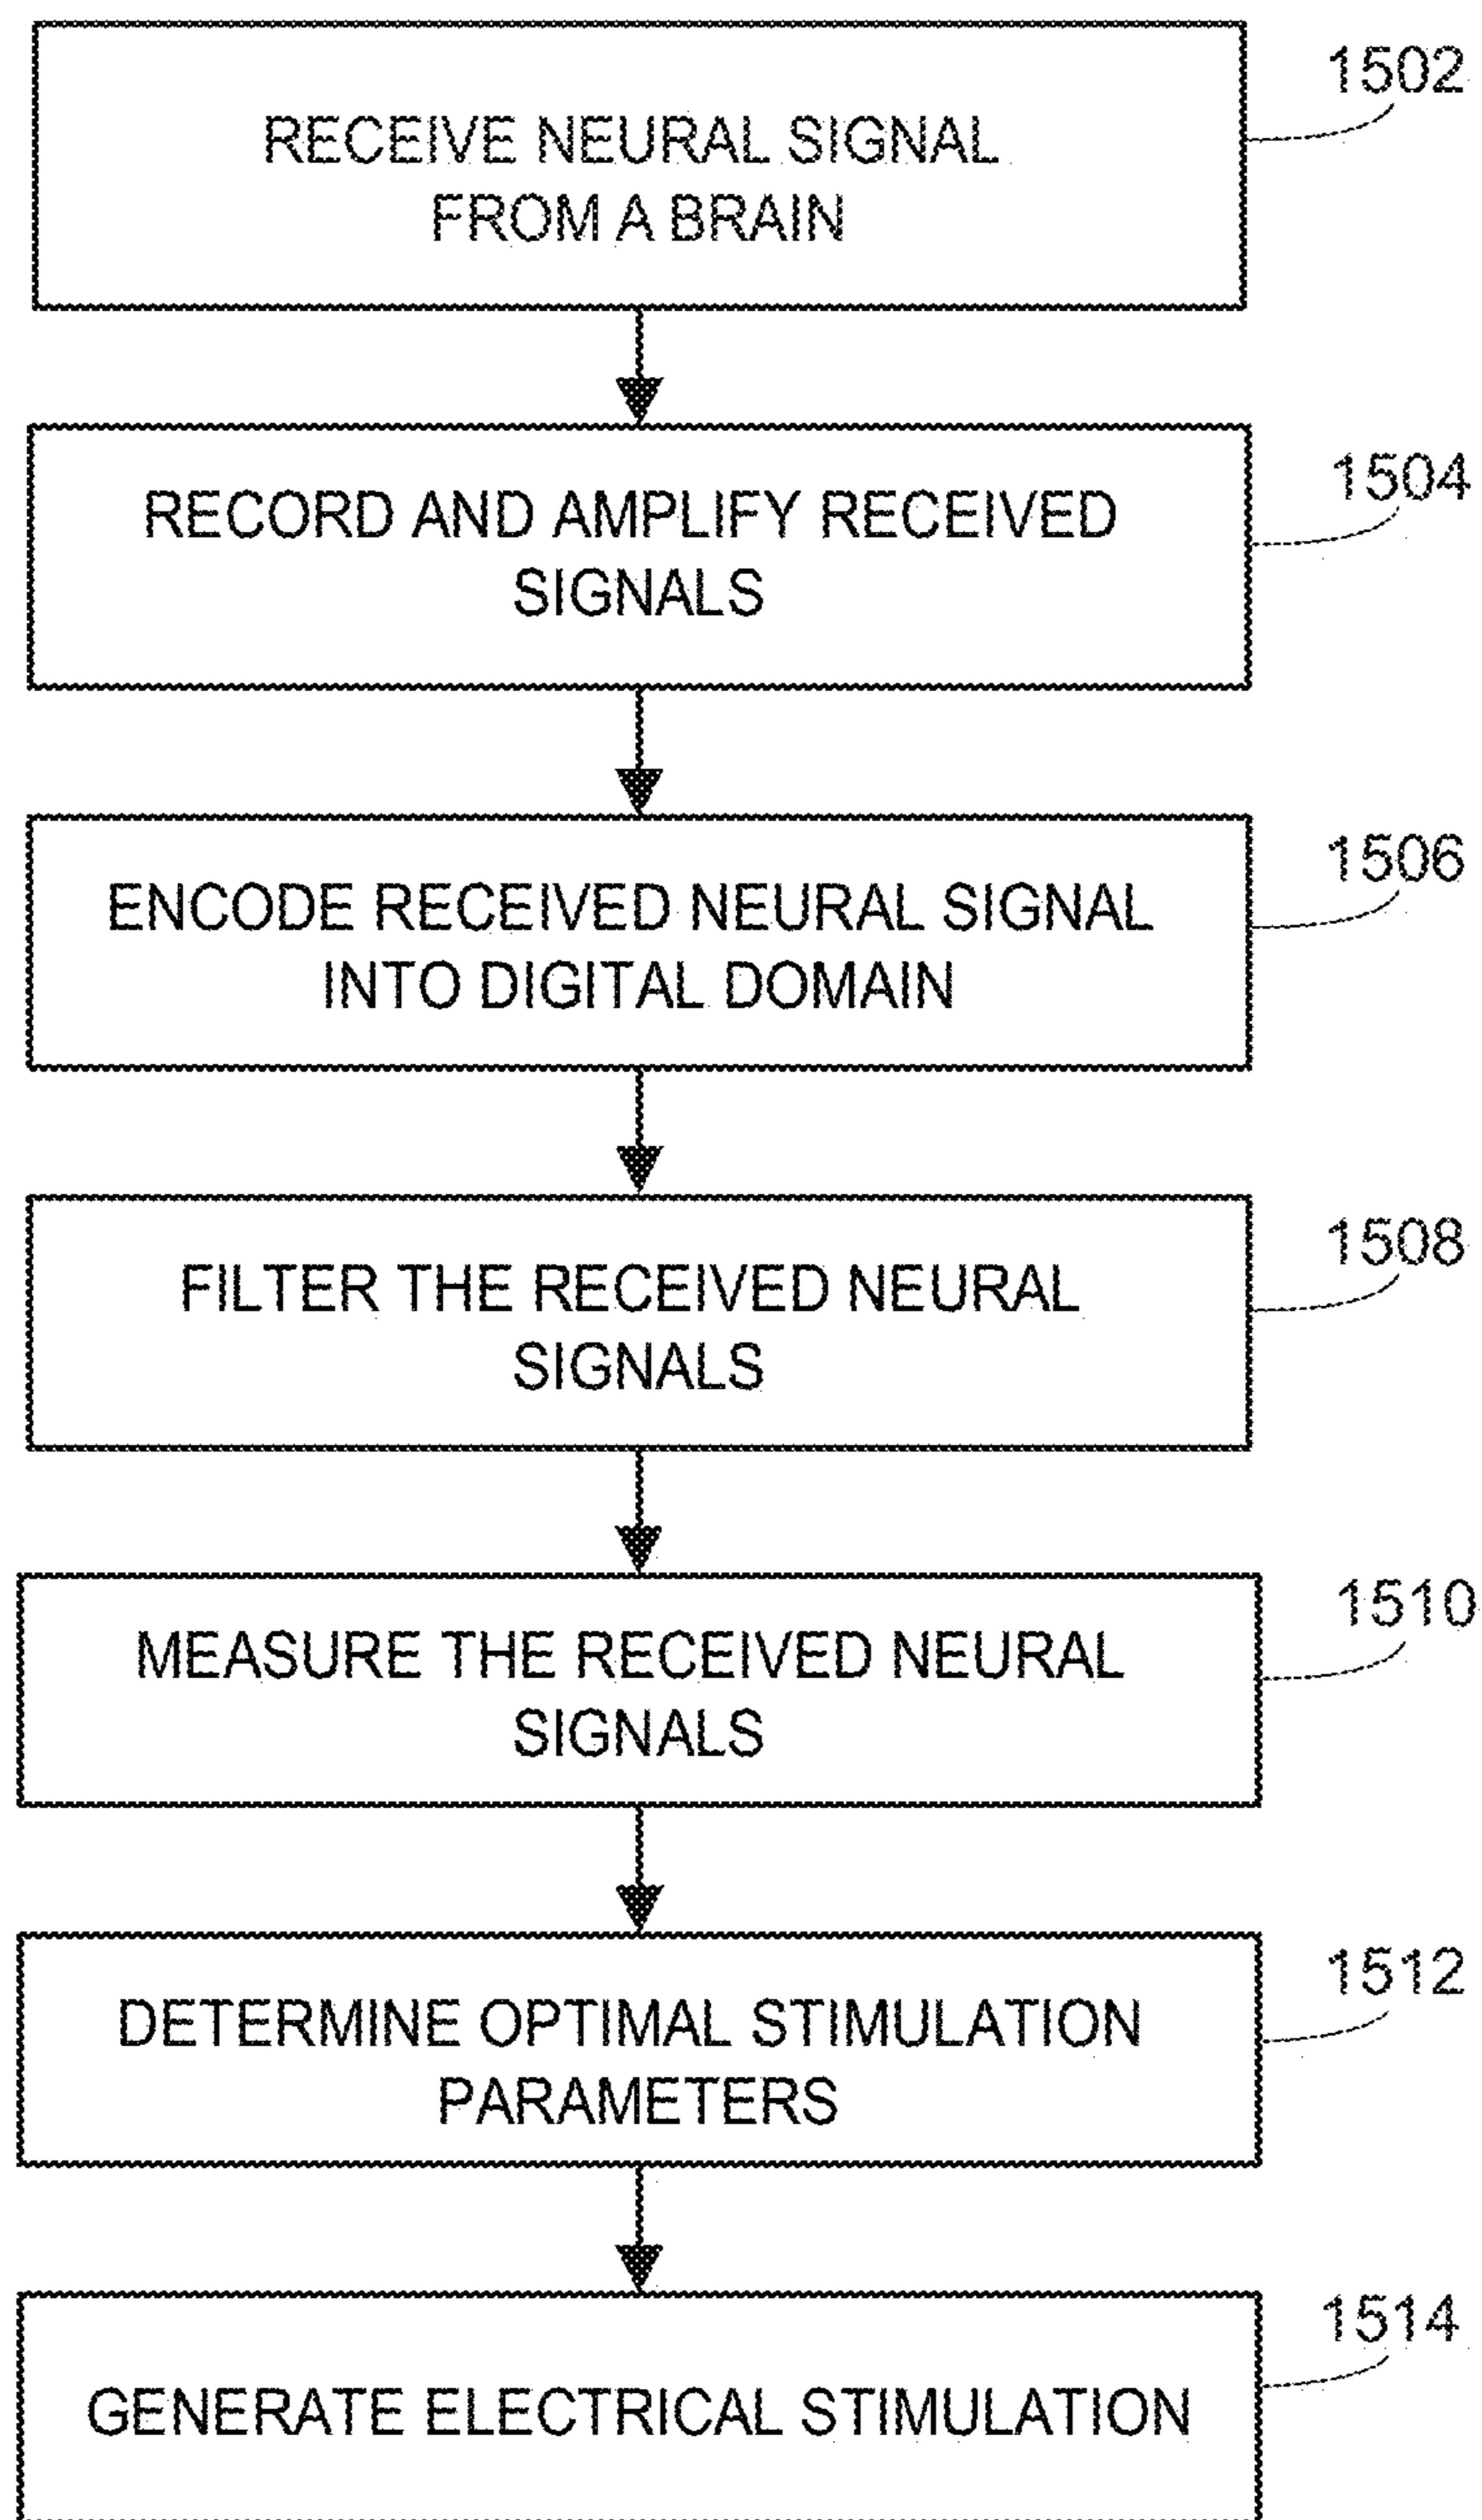 1502
RECEIVE NEURAL SIGNAL
FROM A BRAIN
1504
RECORD AND AMPLIFY RECEIVED
SIGNALS
1506
ENCODE RECEIVED NEURAL SIGNAL
INTO DIGITAL DOMAIN
1508
FILTER THE RECEIVED NEURAL
SIGNALS
1510
MEASURE THE RECEIVED NEURAL
SIGNALS
1512
DETERMINE OPTIMAL STIMULATION
PARAMETERS
1514
GENERATE ELECTRICAL STIMULATION